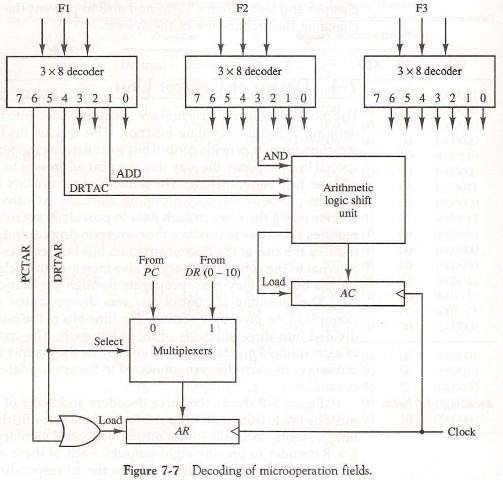 F1 F2 F3
3 × 8 decoder 3 × 8 decoder 3 × 8 decoder
7 6 5 4 3 2 1 0 7 6 5 4 3 2 1 0 7 6 5 4 3 2 1 0
AND
ADD
DRTAC
Arithmetic
logic shift
unit
PCTAR
DRTAR
From
PC
From
DR (0–10)
Load
AC
0 1
Select
Multiplexers
Load
AR
Clock
Figure 7-7 Decoding of microoperation fields.